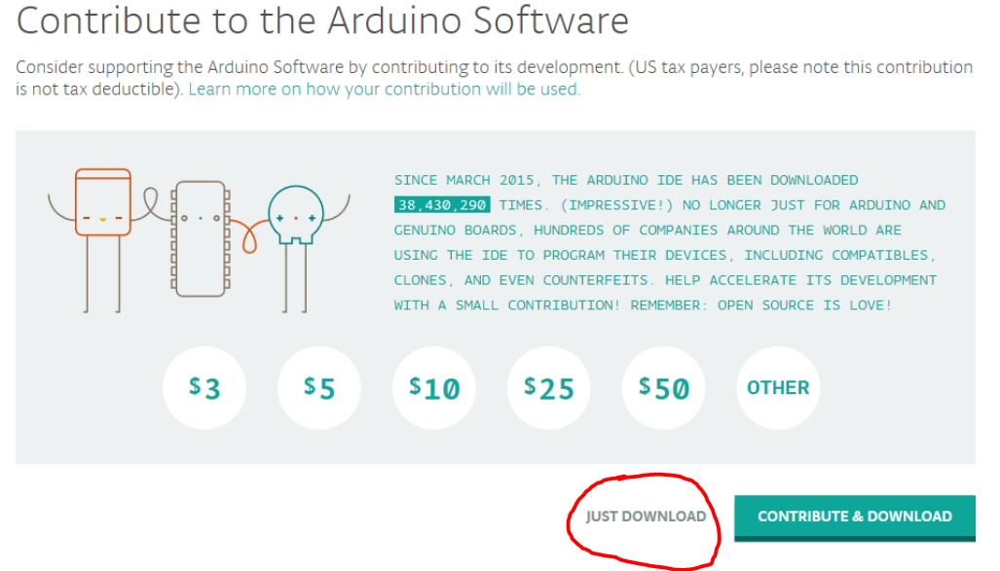 Contribute to the Arduino Software
Consider supporting the Arduino Software by contributing to its development. (US tax payers, please note this contribution
is not tax deductible). Learn more on how your contribution will be used.
SINCE MARCH 2015, THE ARDUINO IDE HAS BEEN DOWNLOADED
38,430,290 TIMES. (IMPRESSIVE!) NO LONGER JUST FOR ARDUINO AND
GENUINO BOARDS, HUNDREDS OF COMPANIES AROUND THE WORLD ARE
USING THE IDE TO PROGRAM THEIR DEVICES, INCLUDING COMPATIBLES,
CLONES, AND EVEN COUNTERFEITS. HELP ACCELERATE ITS DEVELOPMENT
WITH A SMALL CONTRIBUTION! REMEMBER: OPEN SOURCE IS LOVE!
$3 $5 $10 $25 $50 OTHER
JUST DOWNLOAD CONTRIBUTE & DOWNLOAD